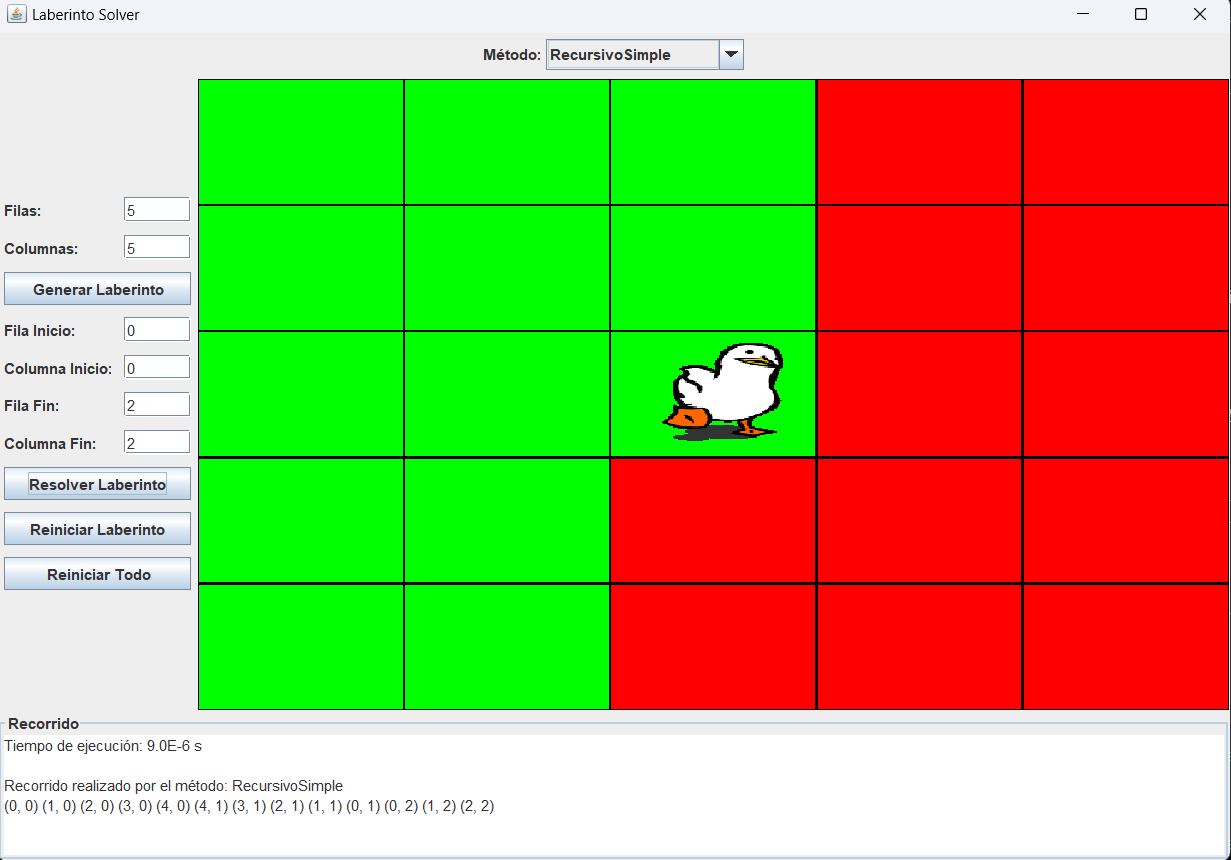 Laberinto Solver
Método: RecursivoSimple
Filas: 5
Columnas: 5
Generar Laberinto
Fila Inicio: 0
Columna Inicio: 0
Fila Fin: 2
Columna Fin: 2
Resolver Laberinto
Reiniciar Laberinto
Reiniciar Todo
Recorrido
Tiempo de ejecución: 9.0E-6 s
Recorrido realizado por el método: RecursivoSimple
(0, 0) (1, 0) (2, 0) (3, 0) (4, 0) (4, 1) (3, 1) (2, 1) (1, 1) (0, 1) (0, 2) (1, 2) (2, 2)